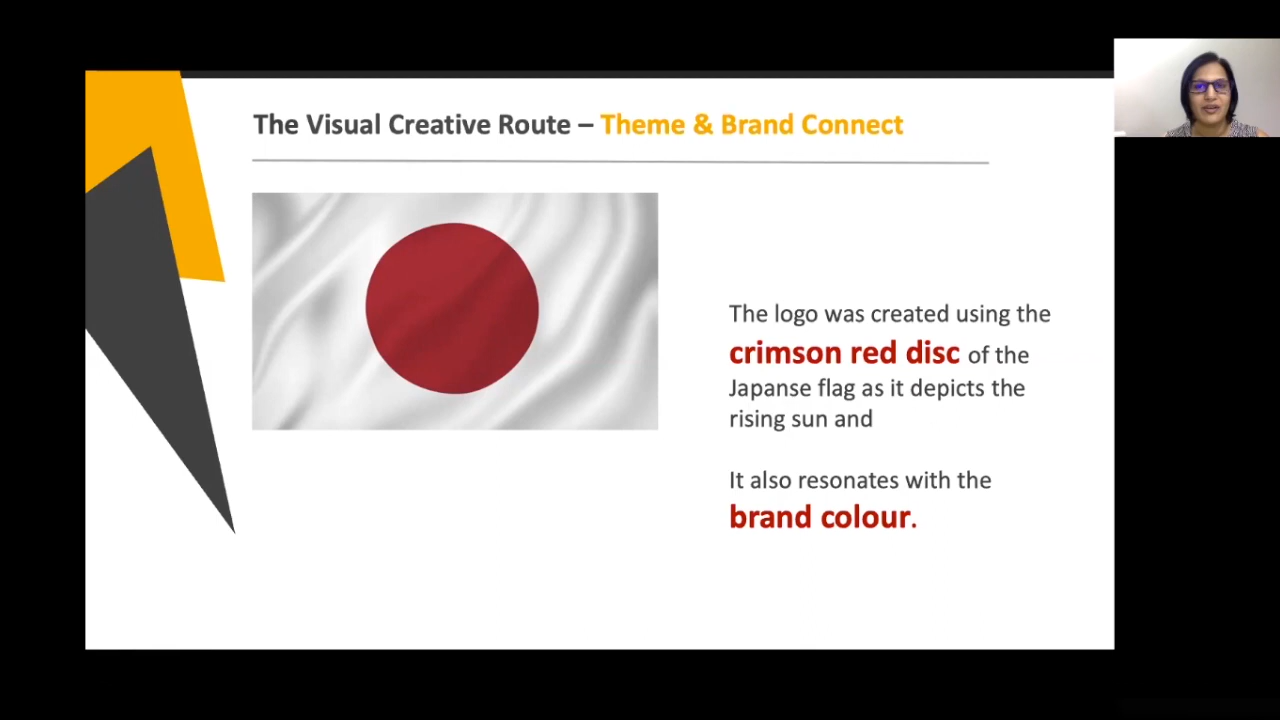 The Visual Creative Route – Theme & Brand Connect
The logo was created using the
crimson red disc of the
Japanse flag as it depicts the
rising sun and
It also resonates with the
brand colour.